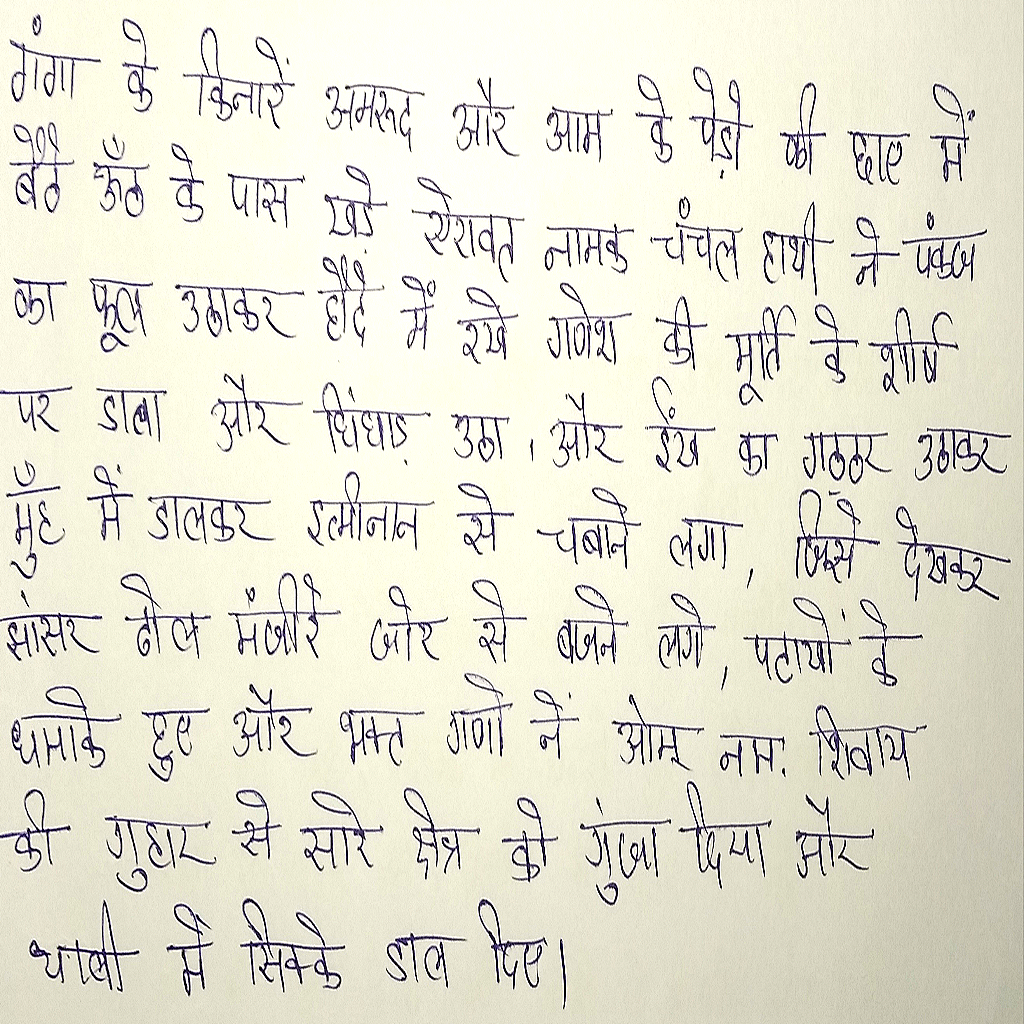 गंगा के किनारें अमरूद और आम के पेड़ो की छाए में
बैठे ऊँठ के पास खड़े ऐरावत नामक चंचल हाथी ने पंकज
का फूल उठाकर हौदे में रखे गणेश की मूर्ति के शीर्ष
पर डाला और चिंघाड़ उठा, और ईख का गठ्ठर उठाकर
मुँह में डालकर इत्मीनान से चबाने लगा, जिसे देखकर
झांसर ढोल मंजीरे जोर से बजने लगे, पटाखों के
धमाके हुए और भक्त गणों नें ओम् नमः शिवाय
की गुहार से सारे क्षेत्र को गुंजा दिया और
थाली में सिक्के डाल दिए।